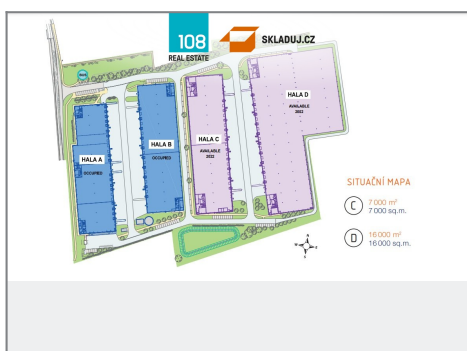 108
REAL ESTATE
SKLADUJ.CZ
HALA A
OCCUPIED
HALA B
OCCUPIED
HALA C
AVAILABLE
2022
HALA D
AVAILABLE
2022
SITUAČNÍ MAPA
C
7 000 m²
7 000 sq.m.
D
16 000 m²
16 000 sq.m.